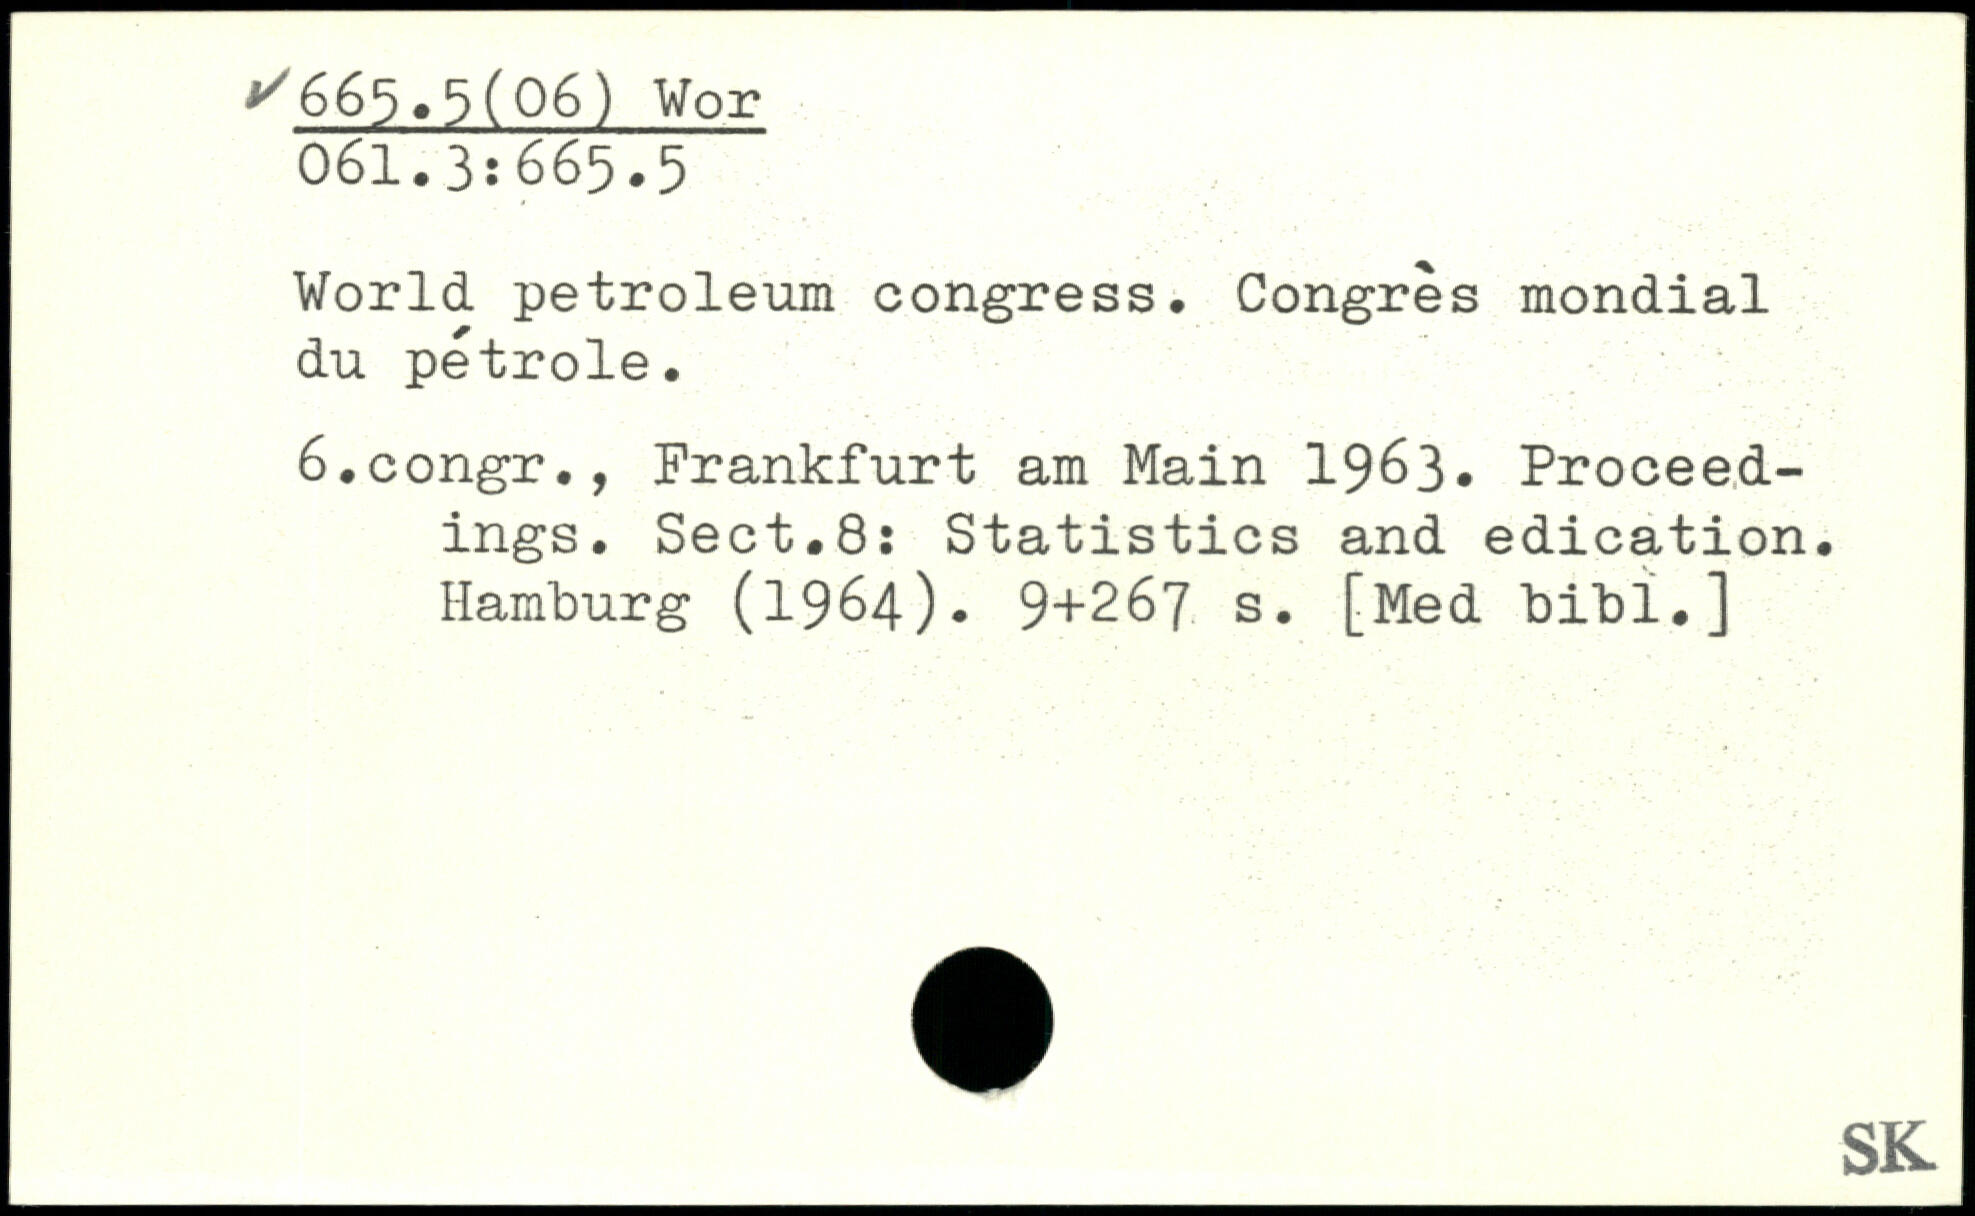 ✓ 665.5(06) Wor
061.3:665.5
World petroleum congress. Congrès mondial
du pétrole.
6.congr., Frankfurt am Main 1963. Proceed-
ings. Sect.8: Statistics and edication.
Hamburg (1964). 9+267 s. [Med bibl.]
SK